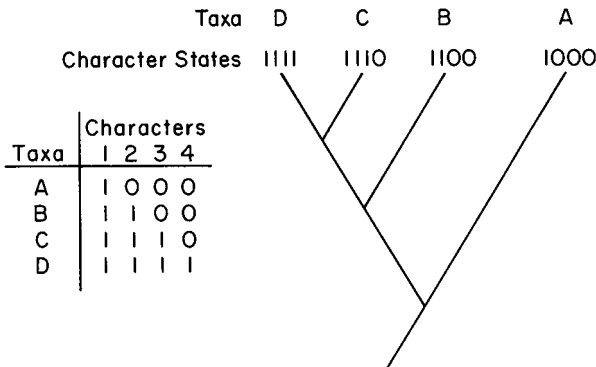 Taxa D C B A
Character States 1111 1110 1100 1000
Characters
Taxa 1 2 3 4
A 1 0 0 0
B 1 1 0 0
C 1 1 1 0
D 1 1 1 1